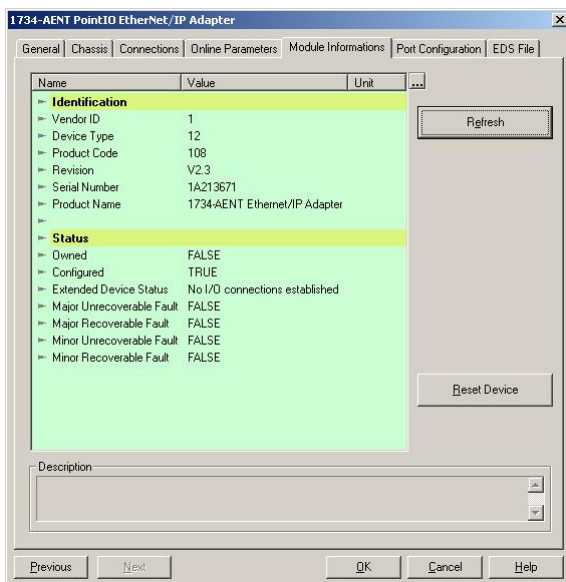 1734-AENT PointIO EtherNet/IP Adapter
General Chassis Connections Online Parameters Module Informations Port Configuration EDS File
Name Value Unit ...
Identification
Vendor ID 1
Refresh
Device Type 12
Product Code 108
Revision V2.3
Serial Number 1A213671
Product Name 1734-AENT Ethernet/IP Adapter
Status
Owned FALSE
Configured TRUE
Extended Device Status No I/O connections established
Major Unrecoverable Fault FALSE
Major Recoverable Fault FALSE
Minor Unrecoverable Fault FALSE
Minor Recoverable Fault FALSE
Reset Device
Description
Previous Next OK Cancel Help